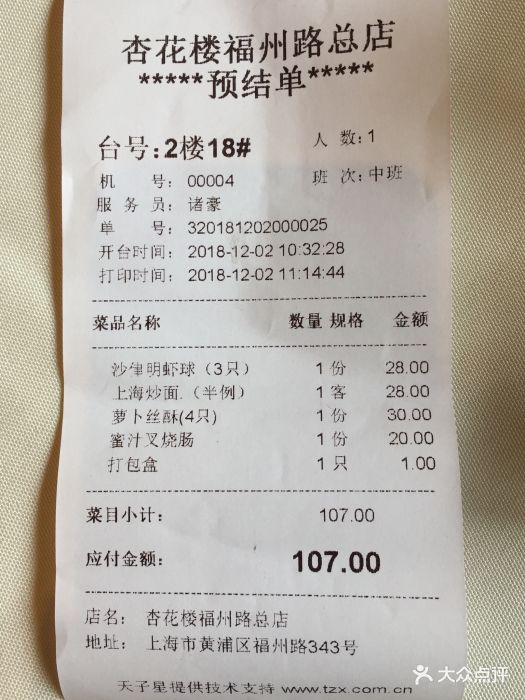 杏花楼福州路总店
*****预结单*****
台号:2楼18# 人 数:1
机 号: 00004 班 次:中班
服 务 员: 诸豪
单 号: 320181202000025
开台时间: 2018-12-02 10:32:28
打印时间: 2018-12-02 11:14:44
菜品名称 数量 规格 金额
沙律明虾球(3只) 1 份 28.00
上海炒面.(半例) 1 客 28.00
萝卜丝酥(4只) 1 份 30.00
蜜汁叉烧肠 1 份 20.00
打包盒 1 只 1.00
菜目小计: 107.00
应付金额: 107.00
店名: 杏花楼福州路总店
地址: 上海市黄浦区福州路343号
天子星提供技术支持 www.tzx.com.cn
大众点评